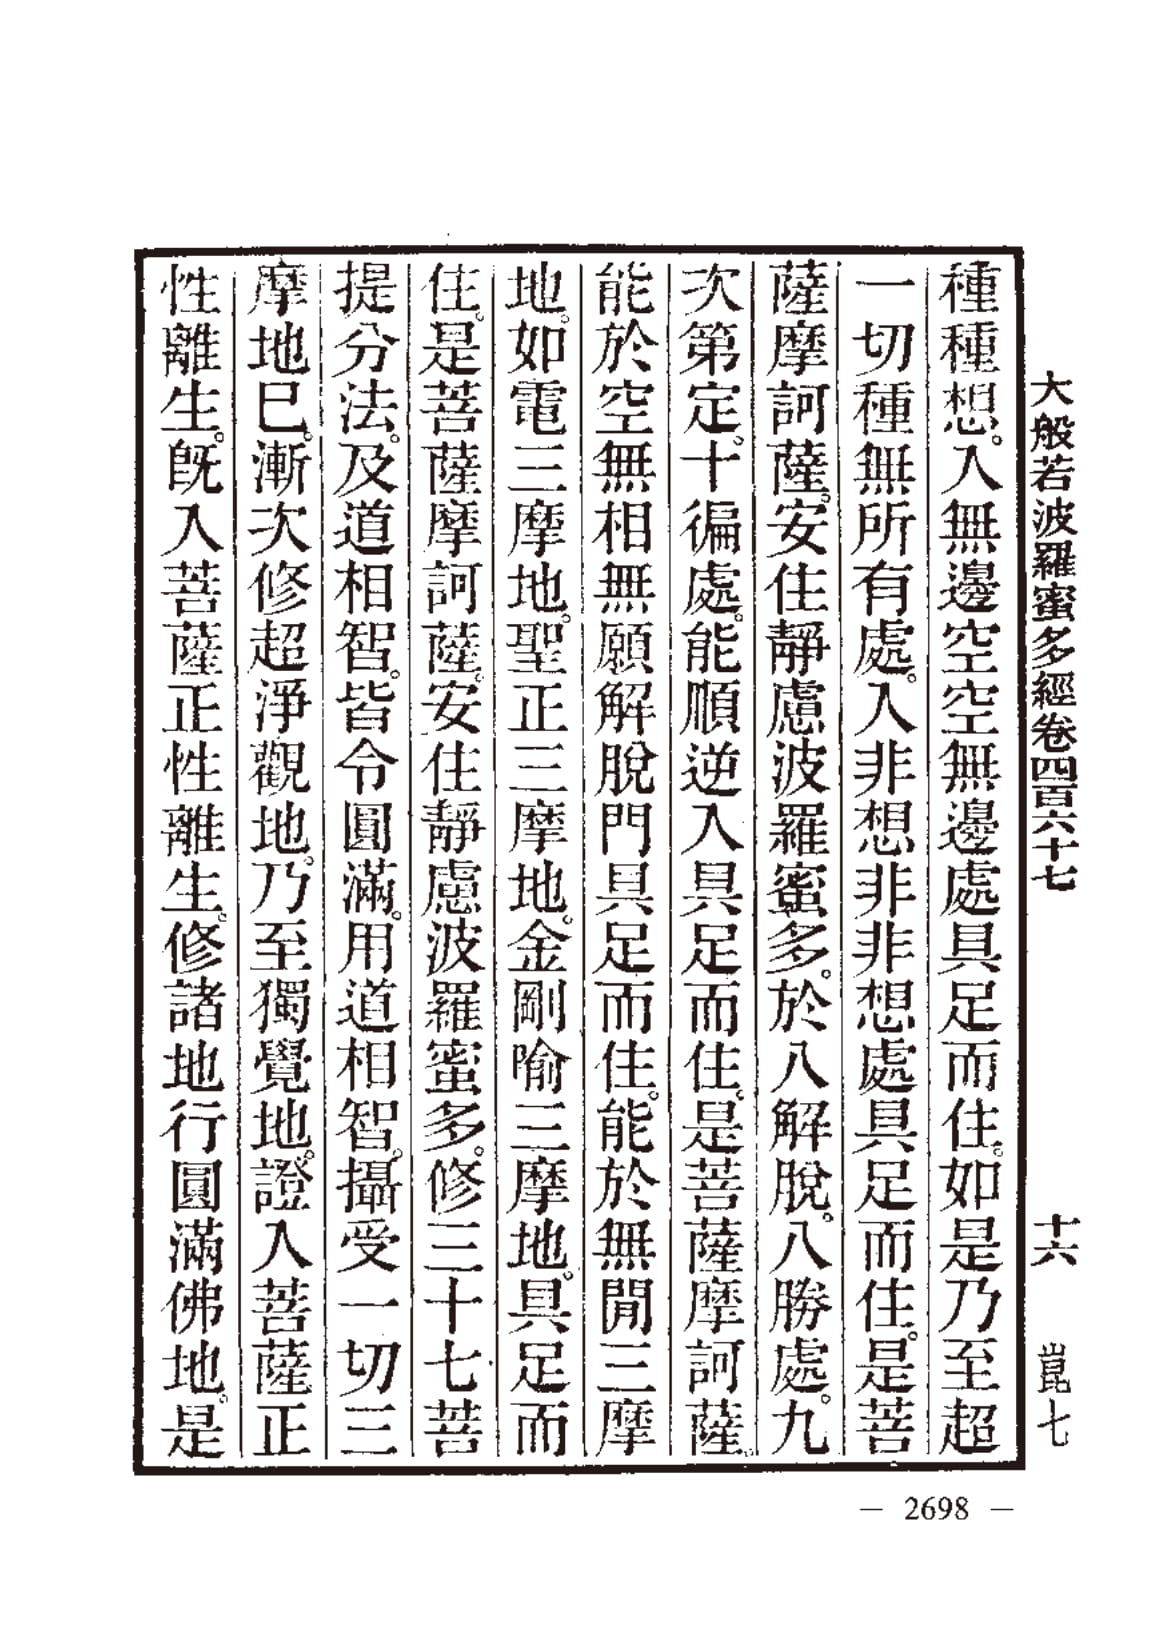 大般若波羅蜜多經卷四百六十七 十六 崑七
種種想。入無邊空空無邊處具足而住。如是乃至超
一切種無所有處。入非想非非想處具足而住。是菩
薩摩訶薩。安住靜慮波羅蜜多。於八解脫。八勝處。九
次第定。十徧處。能順逆入具足而住。是菩薩摩訶薩。
能於空無相無願解脫門具足而住。能於無閒三摩
地。如電三摩地。聖正三摩地。金剛喻三摩地。具足而
住。是菩薩摩訶薩。安住靜慮波羅蜜多。修三十七菩
提分法。及道相智。皆令圓滿。用道相智。攝受一切三
摩地已。漸次修超淨觀地。乃至獨覺地。證入菩薩正
性離生。既入菩薩正性離生。修諸地行圓滿佛地。是
— 2698 —